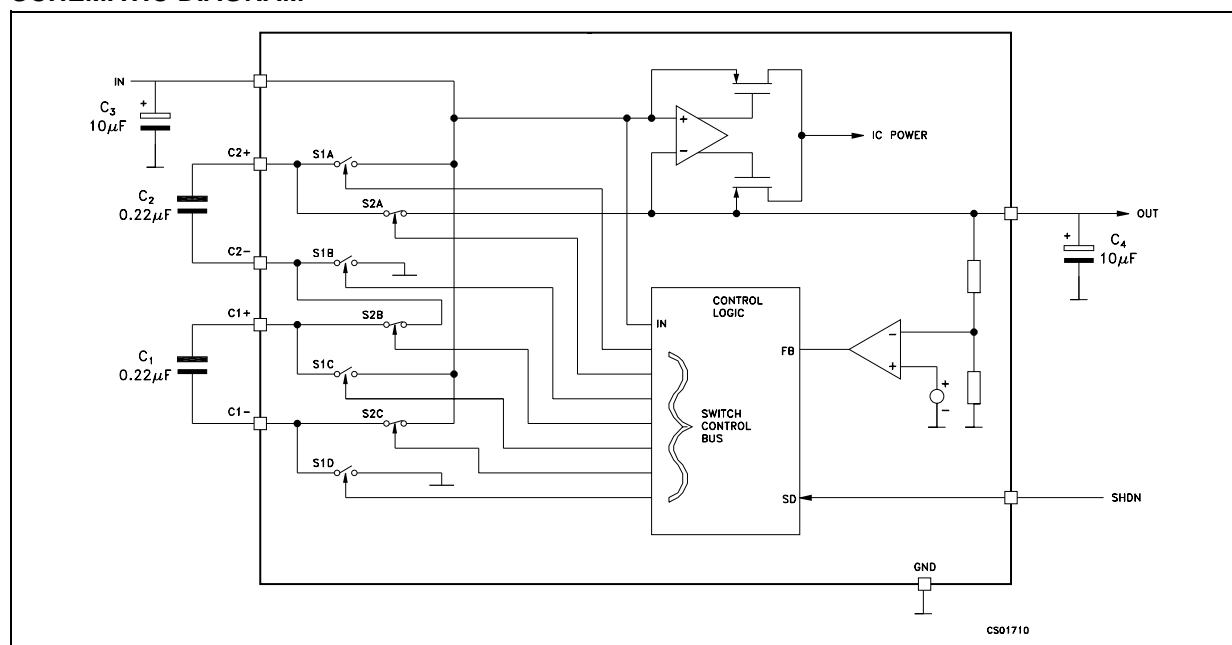 IN
C3
10µF
+
C2+
S1A
C2
0.22µF
S2A
C2-
S1B
C1+
S2B
C1
0.22µF
S1C
C1-
S2C
S1D
+
-
IC POWER
OUT
+
C4
10µF
CONTROL
LOGIC
IN
FB
-
+
+
-
SWITCH
CONTROL
BUS
SD
SHDN
GND
CS01710